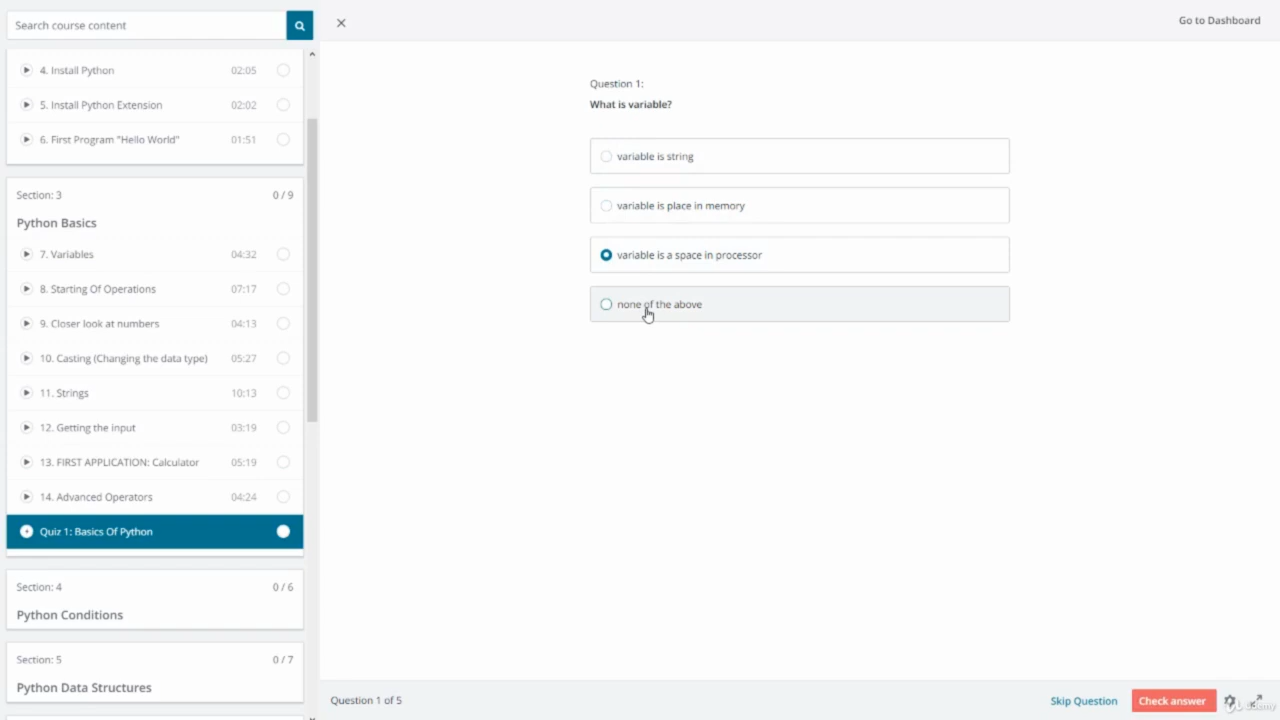 Search course content
4. Install Python 02:05
5. Install Python Extension 02:02
6. First Program "Hello World" 01:51
Section: 3 0 / 9
Python Basics
7. Variables 04:32
8. Starting Of Operations 07:17
9. Closer look at numbers 04:13
10. Casting (Changing the data type) 05:27
11. Strings 10:13
12. Getting the input 03:19
13. FIRST APPLICATION: Calculator 05:19
14. Advanced Operators 04:24
Quiz 1: Basics Of Python
Section: 4 0 / 6
Python Conditions
Section: 5 0 / 7
Python Data Structures
Go to Dashboard
Question 1:
What is variable?
variable is string
variable is place in memory
variable is a space in processor
none of the above
Question 1 of 5
Skip Question
Check answer
Udemy